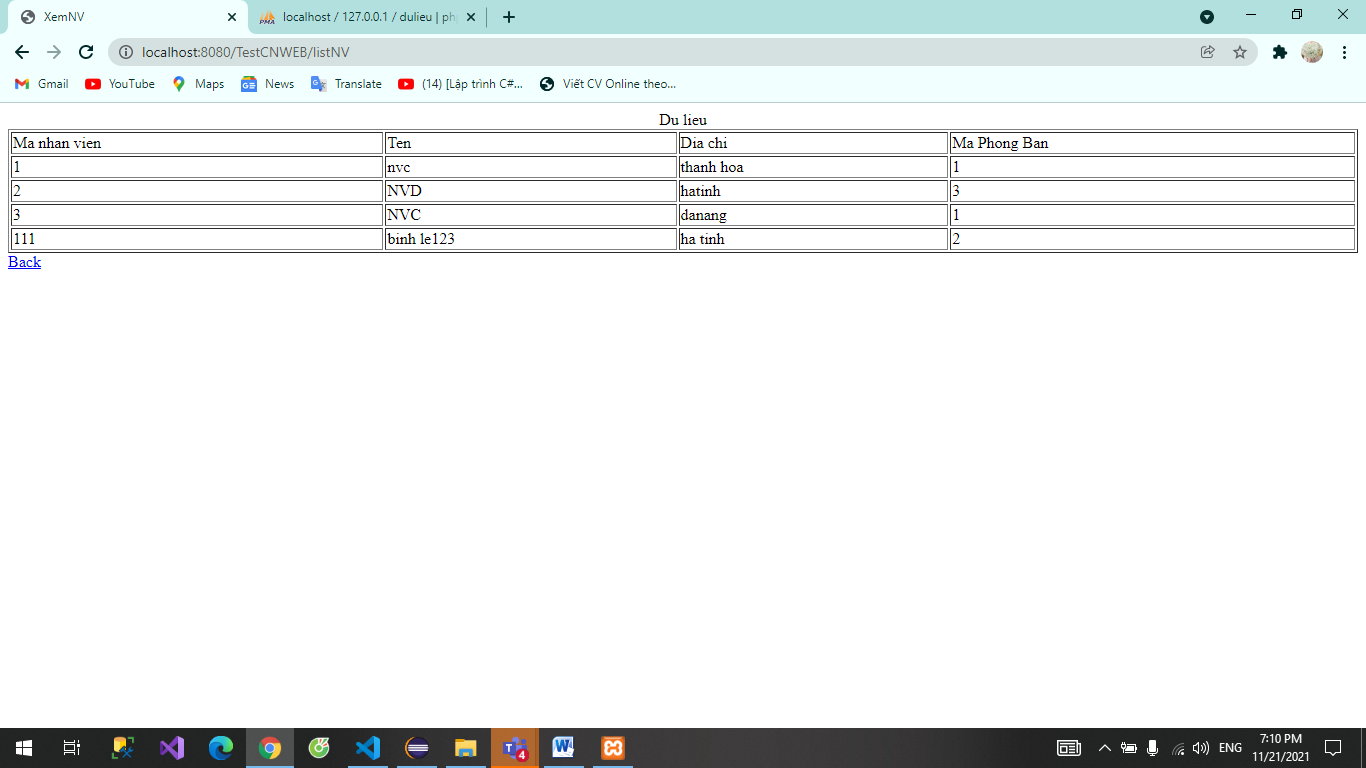 XemNV
localhost / 127.0.0.1 / dulieu | ph
localhost:8080/TestCNWEB/listNV
Gmail YouTube Maps News Translate (14) [Lập trình C#... Viết CV Online theo...
Du lieu
Ma nhan vien Ten Dia chi Ma Phong Ban
1 nvc thanh hoa 1
2 NVD hatinh 3
3 NVC danang 1
111 binh le123 ha tinh 2
Back
4 ENG 7:10 PM
11/21/2021